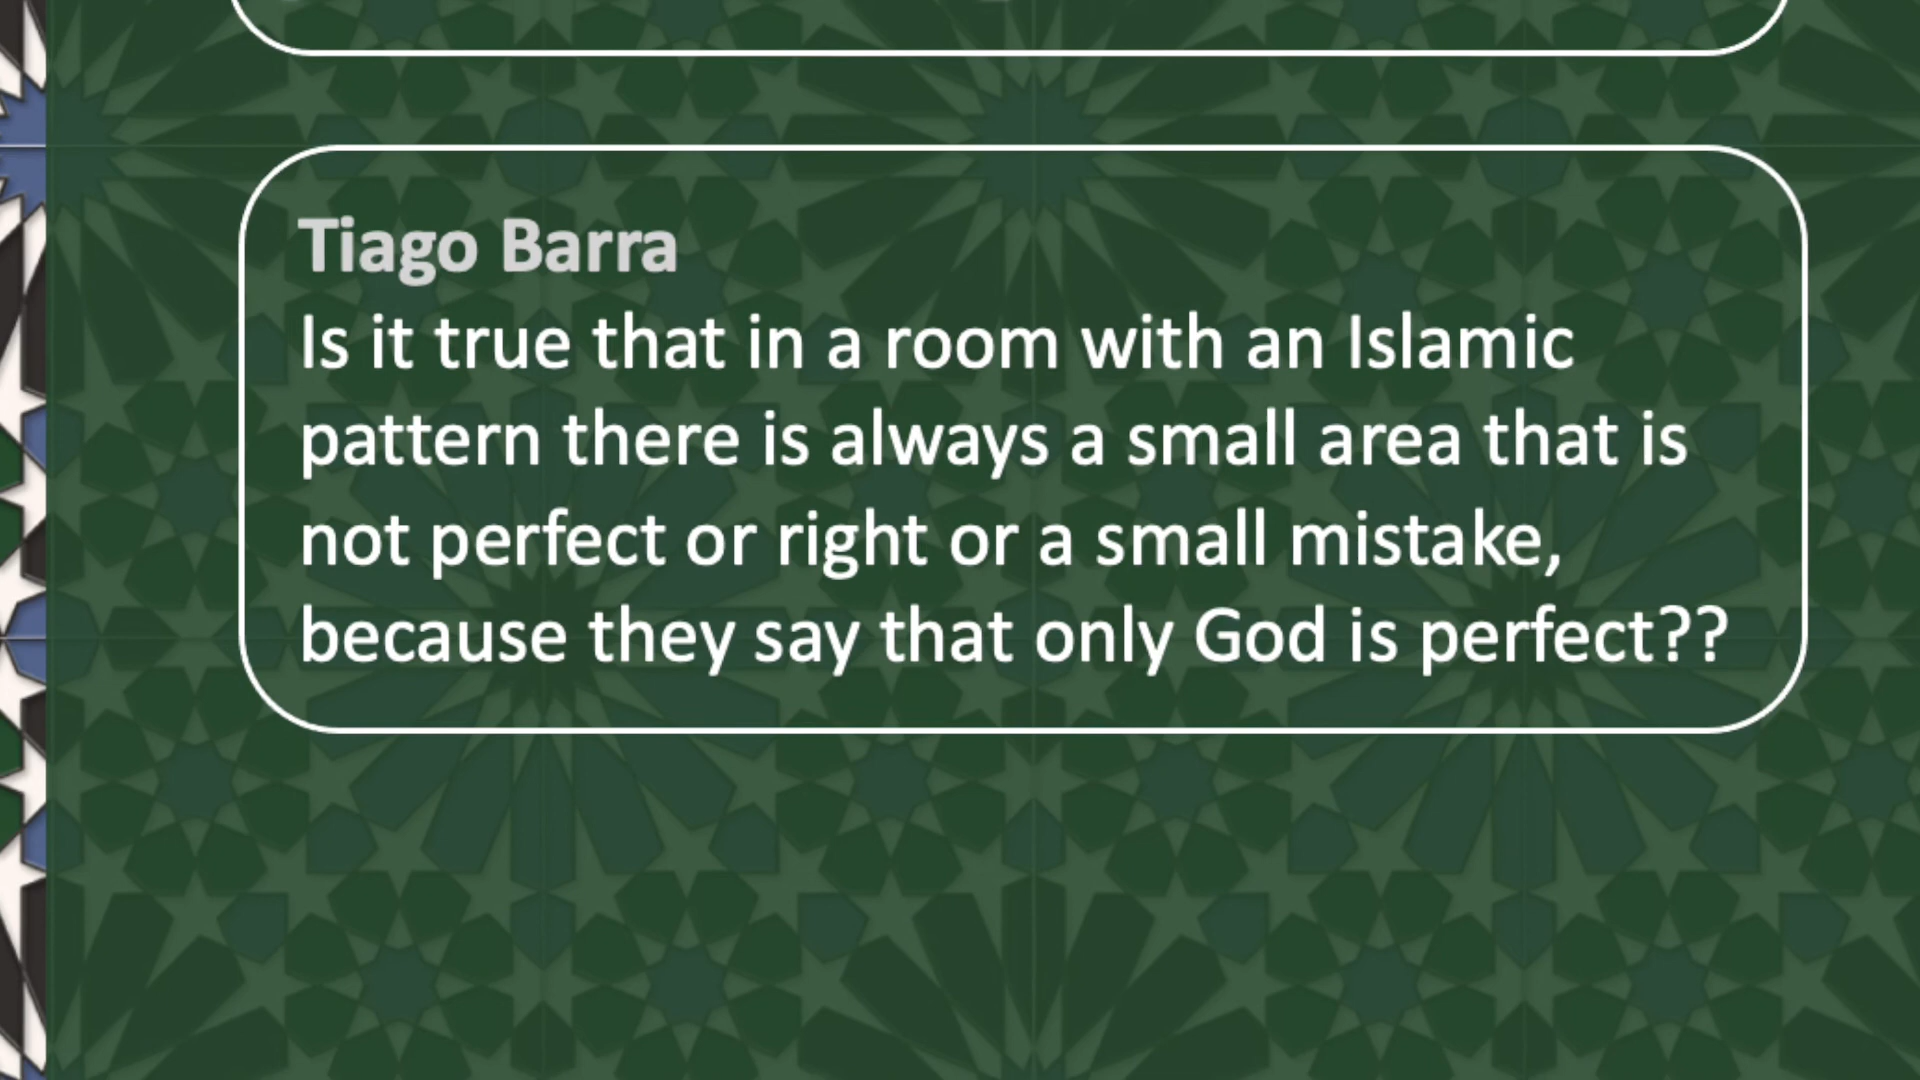 Tiago Barra
Is it true that in a room with an Islamic
pattern there is always a small area that is
not perfect or right or a small mistake,
because they say that only God is perfect??